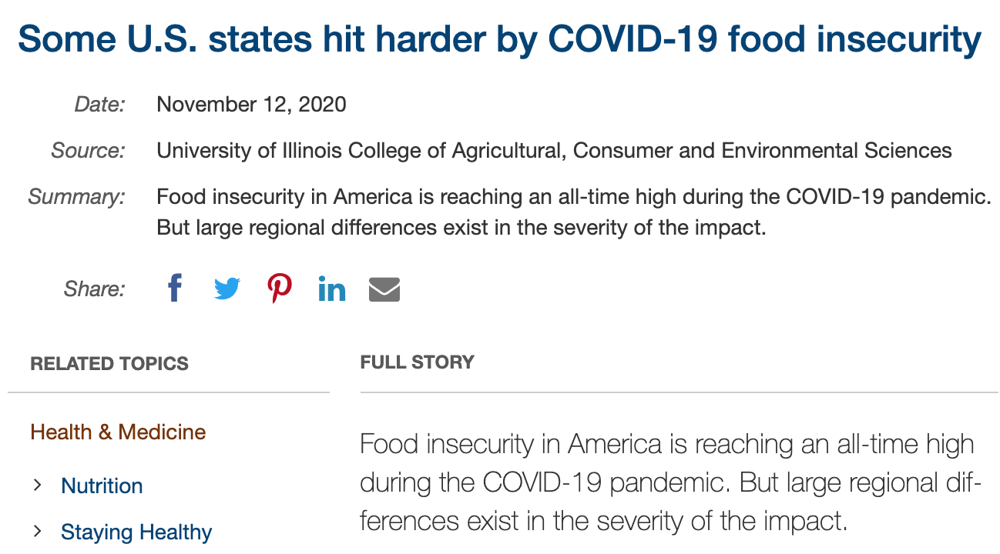 Some U.S. states hit harder by COVID-19 food insecurity
Date: November 12, 2020
Source: University of Illinois College of Agricultural, Consumer and Environmental Sciences
Summary: Food insecurity in America is reaching an all-time high during the COVID-19 pandemic.
But large regional differences exist in the severity of the impact.
Share:
RELATED TOPICS
Health & Medicine
Nutrition
Staying Healthy
FULL STORY
Food insecurity in America is reaching an all-time high
during the COVID-19 pandemic. But large regional dif-
ferences exist in the severity of the impact.